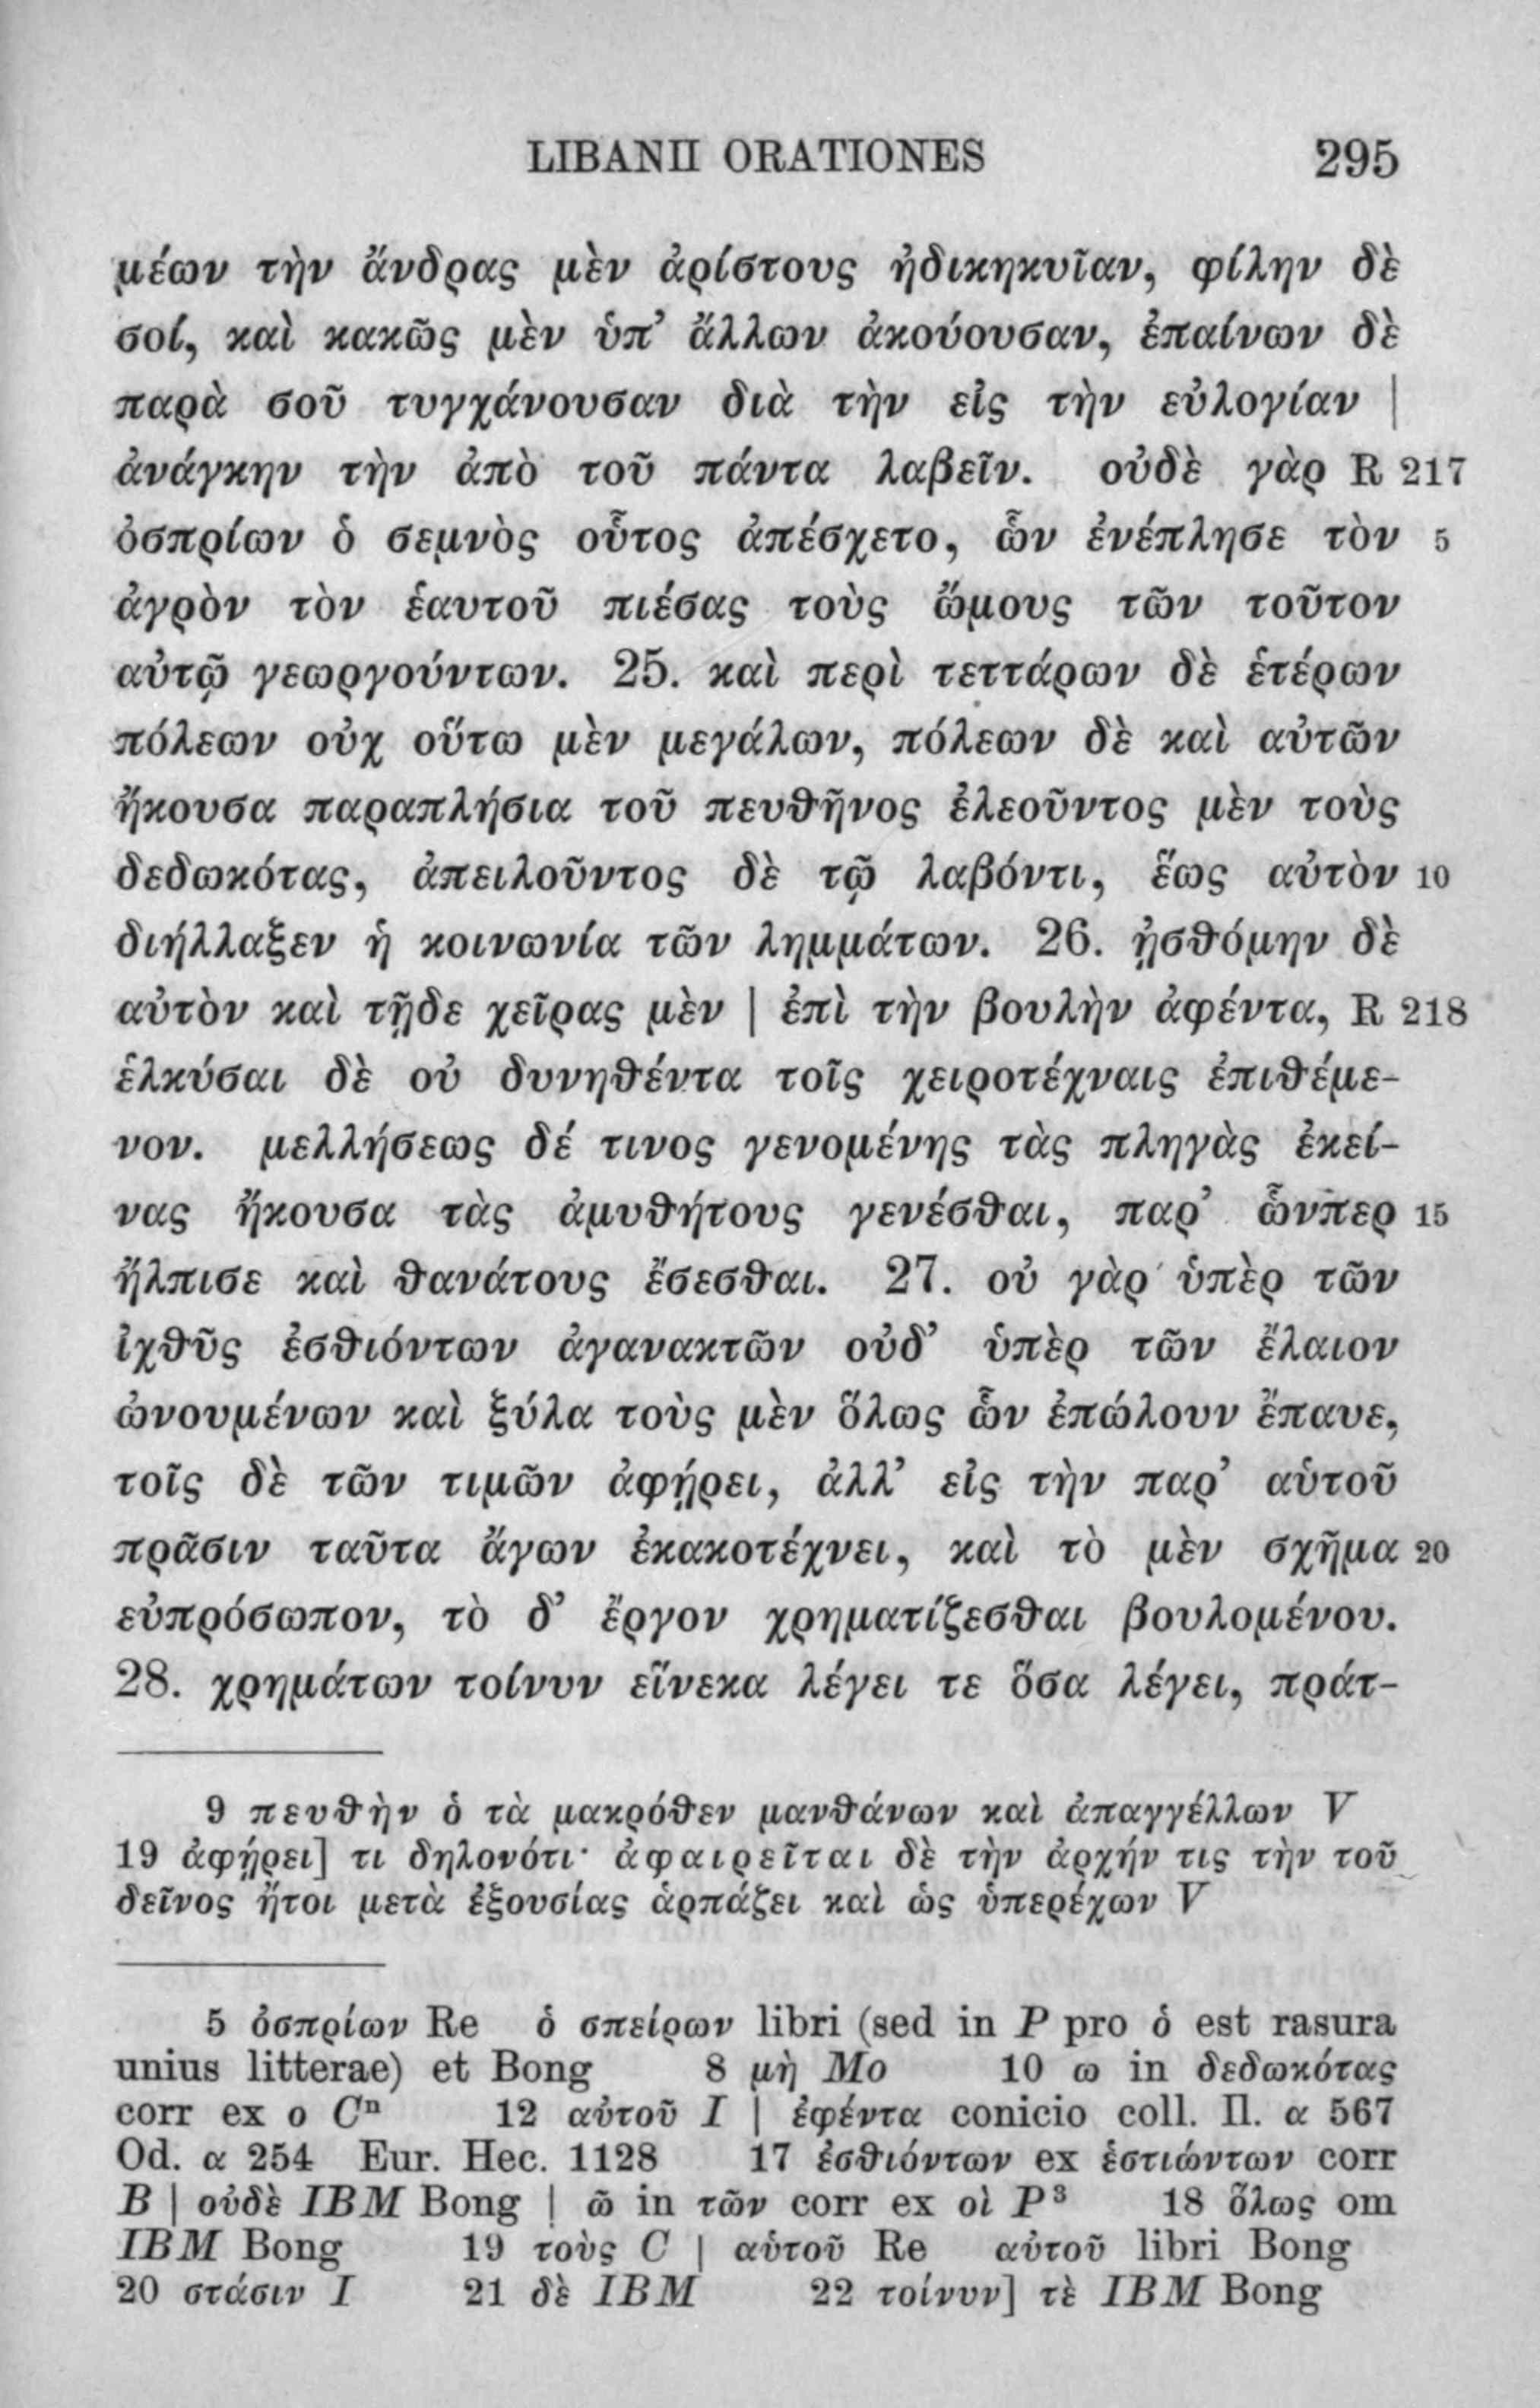 LIBANII ORATIONES 295
μέων τὴν ἄνδρας μὲν ἀρίστους ἠδικηκυῖαν, φίλην δὲ
σοί, καὶ κακῶς μὲν ὑπ’ ἄλλων ἀκούουσαν, ἐπαίνων δὲ
παρὰ σοῦ τυγχάνουσαν διὰ τὴν εἰς τὴν εὐλογίαν |
ἀνάγκην τὴν ἀπὸ τοῦ πάντα λαβεῖν. οὐδὲ γὰρ R 217
ὀσπρίων ὁ σεμνὸς οὗτος ἀπέσχετο, ὧν ἐνέπλησε τὸν 5
ἀγρὸν τὸν ἑαυτοῦ πιέσας τοὺς ὤμους τῶν τοῦτον
αὐτῷ γεωργούντων. 25. καὶ περὶ τεττάρων δὲ ἑτέρων
πόλεων οὐχ οὕτω μὲν μεγάλων, πόλεων δὲ καὶ αὐτῶν
ἤκουσα παραπλήσια τοῦ πευθῆνος ἐλεοῦντος μὲν τοὺς
δεδωκότας, ἀπειλοῦντος δὲ τῷ λαβόντι, ἕως αὐτὸν 10
διήλλαξεν ἡ κοινωνία τῶν λημμάτων. 26. ᾐσθόμην δὲ
αὐτὸν καὶ τῇδε χεῖρας μὲν | ἐπὶ τὴν βουλὴν ἀφέντα, R 218
ἑλκύσαι δὲ οὐ δυνηθέντα τοῖς χειροτέχναις ἐπιθέμε-
νον. μελλήσεως δέ τινος γενομένης τὰς πληγὰς ἐκεί-
νας ἤκουσα τὰς ἀμυθήτους γενέσθαι, παρ’ ὧνπερ 15
ἤλπισε καὶ θανάτους ἔσεσθαι. 27. οὐ γὰρ ὑπὲρ τῶν
ἰχθῦς ἐσθιόντων ἀγανακτῶν οὐδ’ ὑπὲρ τῶν ἔλαιον
ὠνουμένων καὶ ξύλα τοὺς μὲν ὅλως ὧν ἐπώλουν ἔπαυε,
τοῖς δὲ τῶν τιμῶν ἀφῄρει, ἀλλ’ εἰς τὴν παρ’ αὑτοῦ
πρᾶσιν ταῦτα ἄγων ἐκακοτέχνει, καὶ τὸ μὲν σχῆμα 20
εὐπρόσωπον, τὸ δ’ ἔργον χρηματίζεσθαι βουλομένου.
28. χρημάτων τοίνυν εἵνεκα λέγει τε ὅσα λέγει, πράτ-
9 πευθὴν ὁ τὰ μακρόθεν μανθάνων καὶ ἀπαγγέλλων V
19 ἀφῄρει] τι δηλονότι· ἀφαιρεῖται δὲ τὴν ἀρχήν τις τὴν τοῦ
δεῖνος ἤτοι μετὰ ἐξουσίας ἁρπάζει καὶ ὡς ὑπερέχων V
5 ὀσπρίων Re ὁ σπείρων libri (sed in P pro ὁ est rasura
unius litterae) et Bong 8 μὴ Mo 10 ω in δεδωκότας
corr ex ο Cⁿ 12 αὐτοῦ I | ἐφέντα conicio coll. Il. α 567
Od. α 254 Eur. Hec. 1128 17 ἐσθιόντων ex ἑστιώντων corr
B | οὐδὲ IBM Bong | ῶ in τῶν corr ex οἱ P³ 18 ὅλως om
IBM Bong 19 τοὺς C | αὑτοῦ Re αὐτοῦ libri Bong
20 στάσιν I 21 δὲ IBM 22 τοίνυν] τὲ IBM Bong